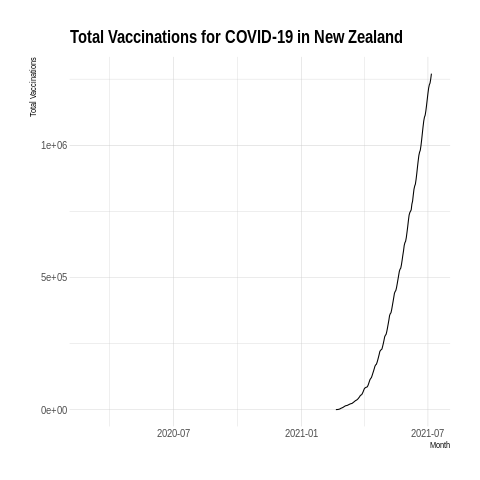 Total Vaccinations for COVID-19 in New Zealand
Total Vaccinations
1e+06
5e+05
0e+00
2020-07
2021-01
2021-07
Month